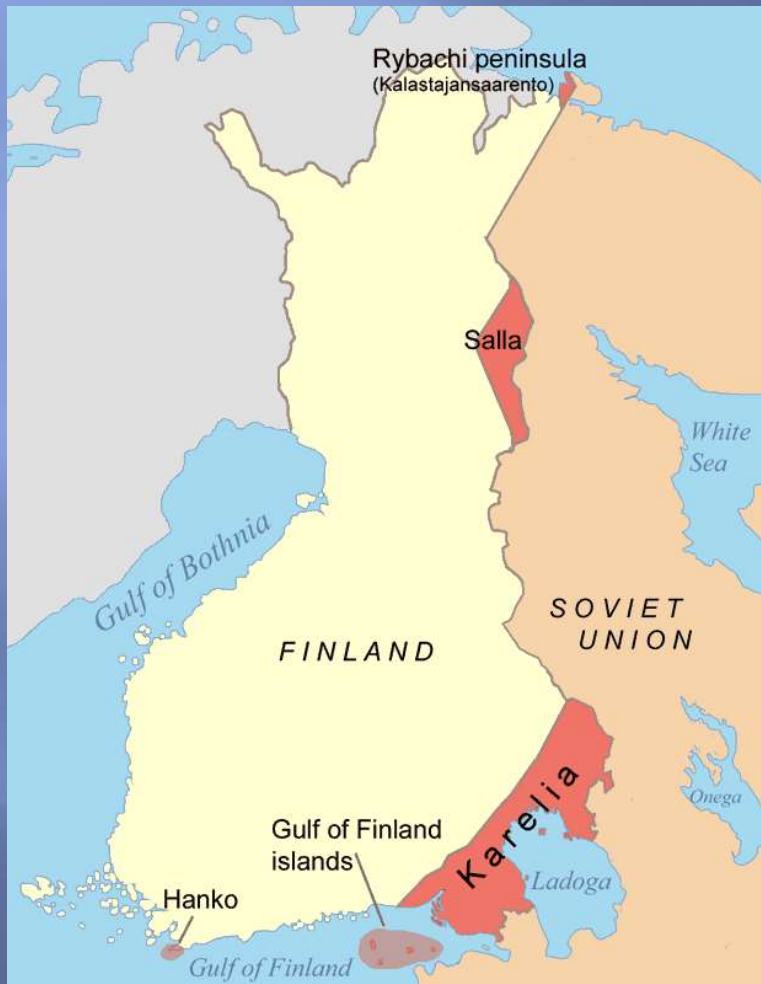 Rybachi peninsula
(Kalastajansaarento)
Salla
White
Sea
Gulf of Bothnia
SOVIET
UNION
FINLAND
Karelia
Onega
Gulf of Finland
islands
Ladoga
Hanko
Gulf of Finland